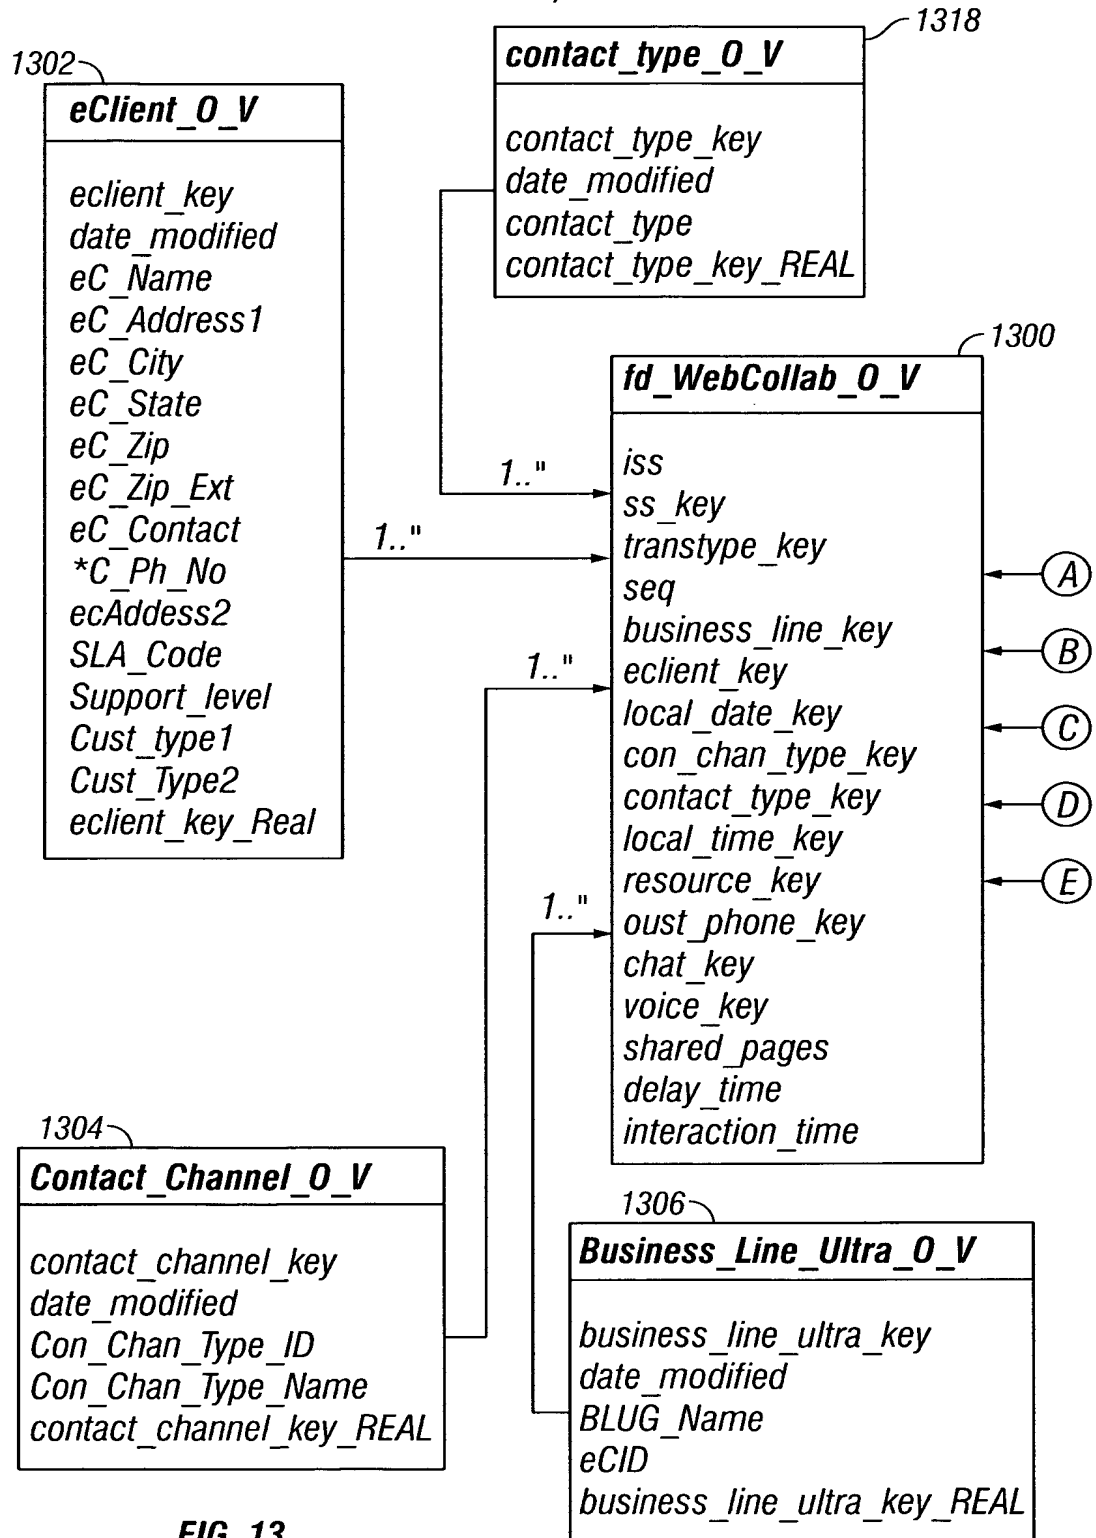 1318
contact_type_O_V
contact_type_key
date_modified
contact_type
contact_type_key_REAL
1302
eClient_O_V
eclient_key
date_modified
eC_Name
eC_Address1
eC_City
eC_State
eC_Zip
eC_Zip_Ext
eC_Contact
*C_Ph_No
ecAddess2
SLA_Code
Support_level
Cust_type1
Cust_Type2
eclient_key_Real
1300
fd_WebCollab_O_V
iss
ss_key
transtype_key
seq
business_line_key
eclient_key
local_date_key
con_chan_type_key
contact_type_key
local_time_key
resource_key
oust_phone_key
chat_key
voice_key
shared_pages
delay_time
interaction_time
1.."
1.."
1.."
1.."
A
B
C
D
E
1304
Contact_Channel_O_V
contact_channel_key
date_modified
Con_Chan_Type_ID
Con_Chan_Type_Name
contact_channel_key_REAL
1306
Business_Line_Ultra_O_V
business_line_ultra_key
date_modified
BLUG_Name
eCID
business_line_ultra_key_REAL
FIG. 13